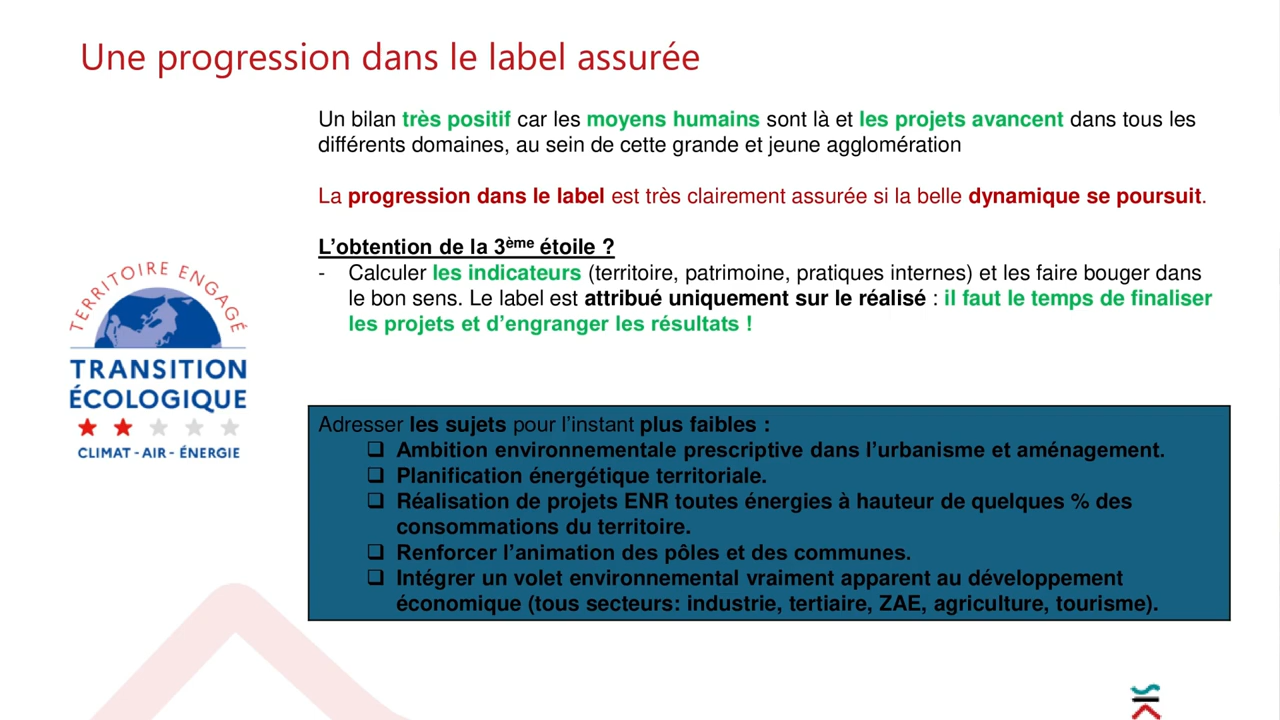 Une progression dans le label assurée
Un bilan très positif car les moyens humains sont là et les projets avancent dans tous les
différents domaines, au sein de cette grande et jeune agglomération
La progression dans le label est très clairement assurée si la belle dynamique se poursuit.
L’obtention de la 3ème étoile ?
- Calculer les indicateurs (territoire, patrimoine, pratiques internes) et les faire bouger dans
le bon sens. Le label est attribué uniquement sur le réalisé : il faut le temps de finaliser
les projets et d’engranger les résultats !
TERRITOIRE ENGAGÉ
TRANSITION
ÉCOLOGIQUE
CLIMAT - AIR - ÉNERGIE
Adresser les sujets pour l’instant plus faibles :
❑ Ambition environnementale prescriptive dans l’urbanisme et aménagement.
❑ Planification énergétique territoriale.
❑ Réalisation de projets ENR toutes énergies à hauteur de quelques % des
consommations du territoire.
❑ Renforcer l’animation des pôles et des communes.
❑ Intégrer un volet environnemental vraiment apparent au développement
économique (tous secteurs: industrie, tertiaire, ZAE, agriculture, tourisme).